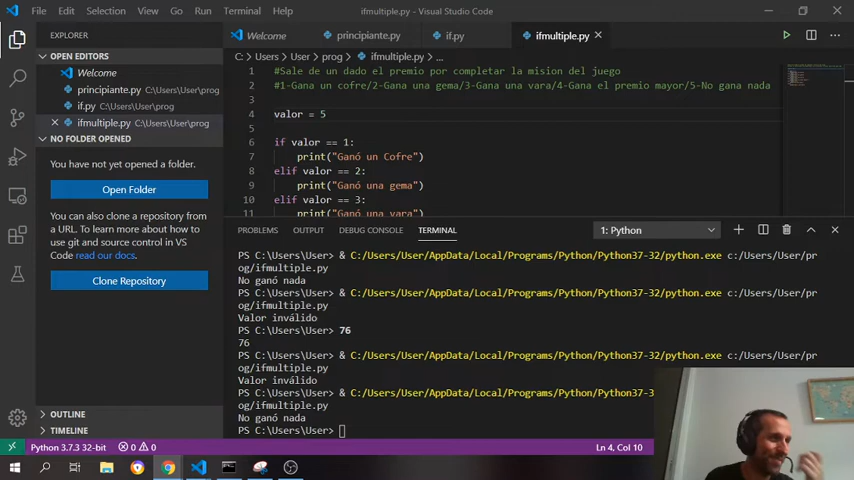 File Edit Selection View Go Run Terminal Help
ifmultiple.py - Visual Studio Code
EXPLORER
OPEN EDITORS
Welcome
principiante.py C:\Users\User\prog
if.py C:\Users\User\prog
ifmultiple.py C:\Users\User\prog
NO FOLDER OPENED
You have not yet opened a folder.
Open Folder
You can also clone a repository from
a URL. To learn more about how to
use git and source control in VS
Code read our docs.
Clone Repository
OUTLINE
TIMELINE
Welcome principiante.py if.py ifmultiple.py
C: > Users > User > prog > ifmultiple.py > ...
1 #Sale de un dado el premio por completar la mision del juego
2 #1-Gana un cofre/2-Gana una gema/3-Gana una vara/4-Gana el premio mayor/5-No gana nada
3
4 valor = 5
5
6 if valor == 1:
7 print("Ganó un Cofre")
8 elif valor == 2:
9 print("Ganó una gema")
10 elif valor == 3:
11 print("Ganó una vara")
PROBLEMS OUTPUT DEBUG CONSOLE TERMINAL 1: Python
PS C:\Users\User> & C:/Users/User/AppData/Local/Programs/Python/Python37-32/python.exe c:/Users/User/pr
og/ifmultiple.py
No ganó nada
PS C:\Users\User> & C:/Users/User/AppData/Local/Programs/Python/Python37-32/python.exe c:/Users/User/pr
og/ifmultiple.py
Valor inválido
PS C:\Users\User> 76
76
PS C:\Users\User> & C:/Users/User/AppData/Local/Programs/Python/Python37-32/python.exe c:/Users/User/pr
og/ifmultiple.py
Valor inválido
PS C:\Users\User> & C:/Users/User/AppData/Local/Programs/Python/Python37-3
og/ifmultiple.py
No ganó nada
PS C:\Users\User>
Python 3.7.3 32-bit 0 0 Ln 4, Col 10